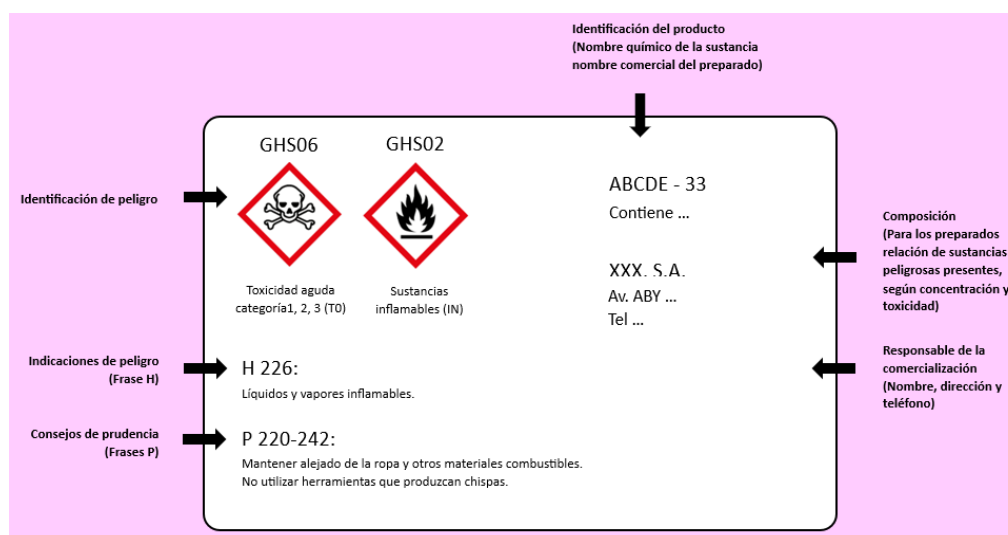 Identificación del producto
(Nombre químico de la sustancia
nombre comercial del preparado)
GHS06
GHS02
Identificación de peligro
ABCDE - 33
Contiene ...
Composición
(Para los preparados
relación de sustancias
peligrosas presentes,
según concentración y
toxicidad)
XXX. S.A.
Av. ABY ...
Tel ...
Toxicidad aguda
categoría1, 2, 3 (T0)
Sustancias
inflamables (IN)
Responsable de la
comercialización
(Nombre, dirección y
teléfono)
Indicaciones de peligro
(Frase H)
H 226:
Líquidos y vapores inflamables.
Consejos de prudencia
(Frases P)
P 220-242:
Mantener alejado de la ropa y otros materiales combustibles.
No utilizar herramientas que produzcan chispas.